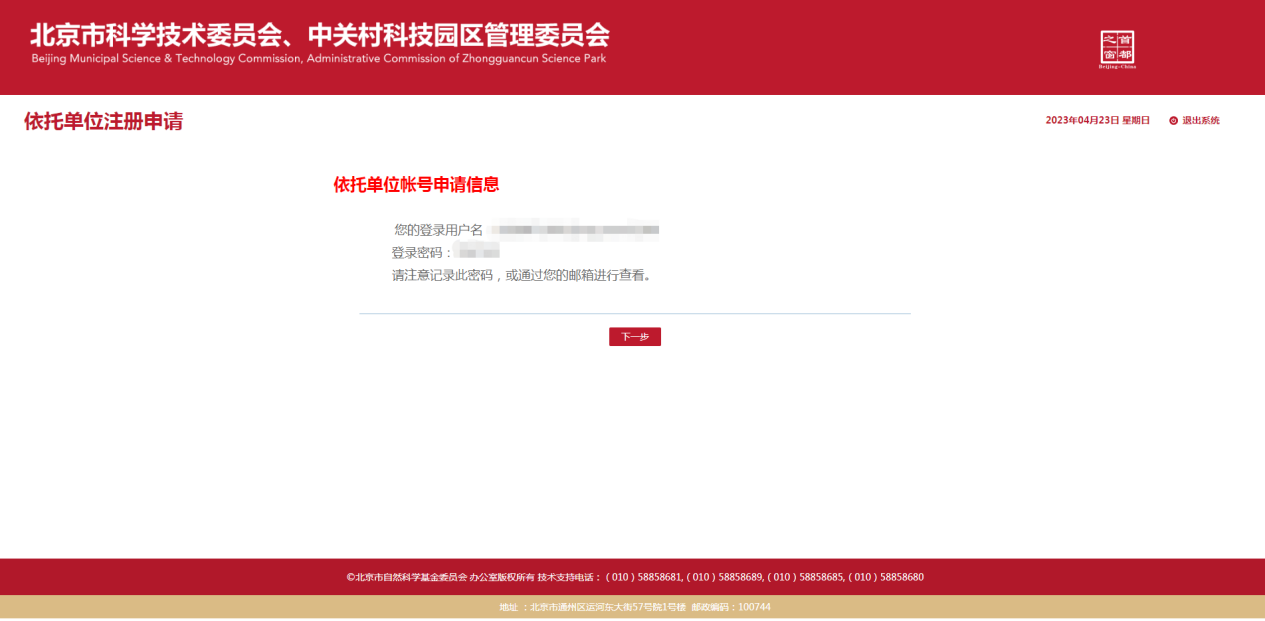 北京市科学技术委员会、中关村科技园区管理委员会
Beijing Municipal Science & Technology Commission, Administrative Commission of Zhongguancun Science Park
首都之窗
Beijing-China
依托单位注册申请
2023年04月23日 星期日 退出系统
依托单位帐号申请信息
您的登录用户名
登录密码：
请注意记录此密码，或通过您的邮箱进行查看。
下一步
©北京市自然科学基金委员会 办公室版权所有 技术支持电话：（010）58858681,（010）58858689,（010）58858685,（010）58858680
地址 ：北京市通州区运河东大街57号院1号楼 邮政编码：100744